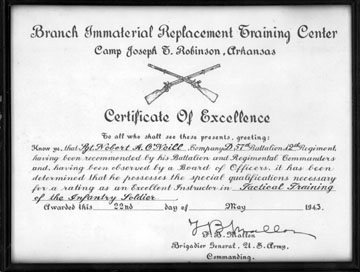 Branch Immaterial Replacement Training Center
Camp Joseph T. Robinson, Arkansas
Certificate Of Excellence
To all who shall see these presents, greeting:
Know ye, that Sgt. Robert A. O'Neill, Company D, 57th Battalion, 12th Regiment,
having been recommended by his Battalion and Regimental Commanders
and, having been observed by a Board of Officers, it has been
determined that he possesses the special qualifications necessary
for a rating as an Excellent Instructor in Tactical Training
of the Infantry Soldier
Awarded this 22nd day of May 1943.
Brigadier General, U.S. Army,
Commanding.